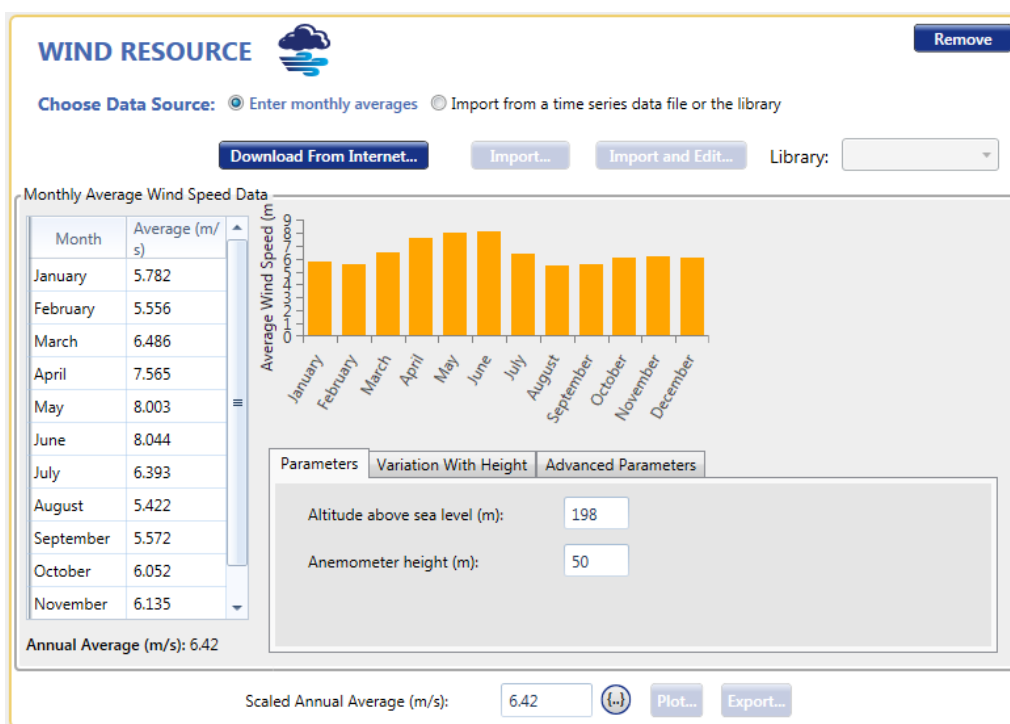 WIND RESOURCE
Remove
Choose Data Source: Enter monthly averages Import from a time series data file or the library
Download From Internet... Import... Import and Edit... Library:
Monthly Average Wind Speed Data
Month Average (m/
s)
January 5.782
February 5.556
March 6.486
April 7.565
May 8.003
June 8.044
July 6.393
August 5.422
September 5.572
October 6.052
November 6.135
Annual Average (m/s): 6.42
Average Wind Speed (m
9
8
7
6
5
4
3
2
1
0
January February March April May June July August September October November December
Parameters Variation With Height Advanced Parameters
Altitude above sea level (m): 198
Anemometer height (m): 50
Scaled Annual Average (m/s): 6.42 {..} Plot... Export...